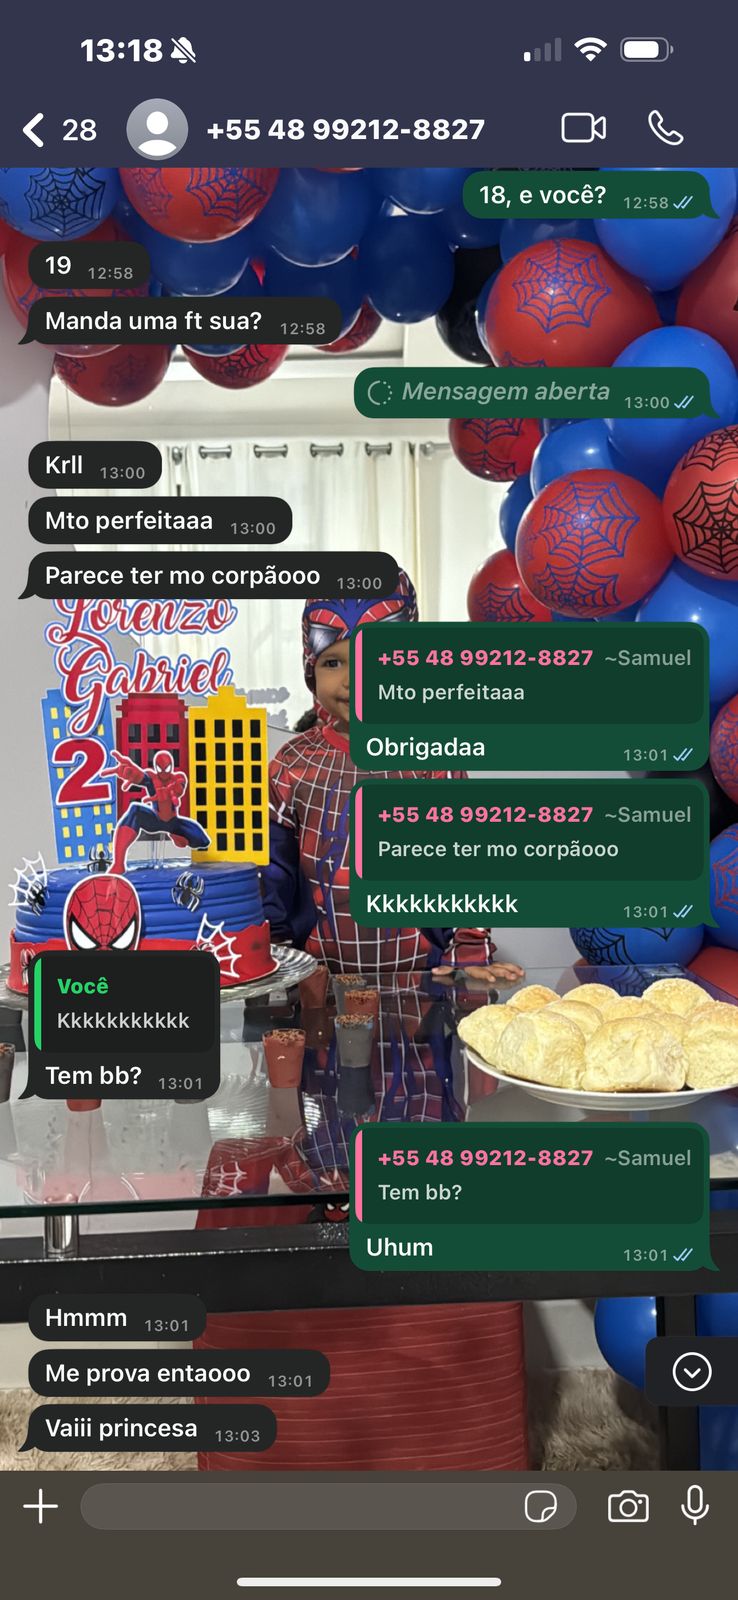 13:18
28
+55 48 99212-8827
18, e você? 12:58
19 12:58
Manda uma ft sua? 12:58
Mensagem aberta 13:00
Krll 13:00
Mto perfeitaaa 13:00
Parece ter mo corpãooo 13:00
Lorenzo
Gabriel
2
+55 48 99212-8827 ~Samuel
Mto perfeitaaa
Obrigadaa 13:01
+55 48 99212-8827 ~Samuel
Parece ter mo corpãooo
Kkkkkkkkkkk 13:01
Você
Kkkkkkkkkkk
Tem bb? 13:01
+55 48 99212-8827 ~Samuel
Tem bb?
Uhum 13:01
Hmmm 13:01
Me prova entaooo 13:01
Vaiii princesa 13:03